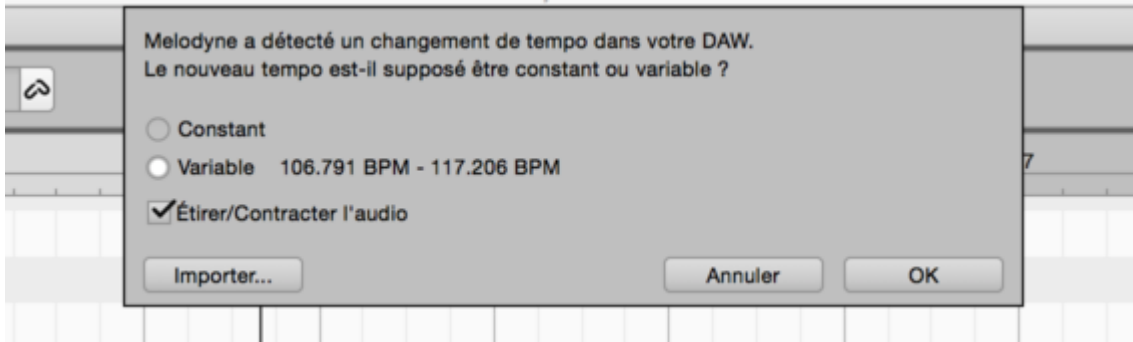 Melodyne a détecté un changement de tempo dans votre DAW.
Le nouveau tempo est-il supposé être constant ou variable ?
Constant
Variable 106.791 BPM - 117.206 BPM
7
Étirer/Contracter l'audio
Importer... Annuler OK